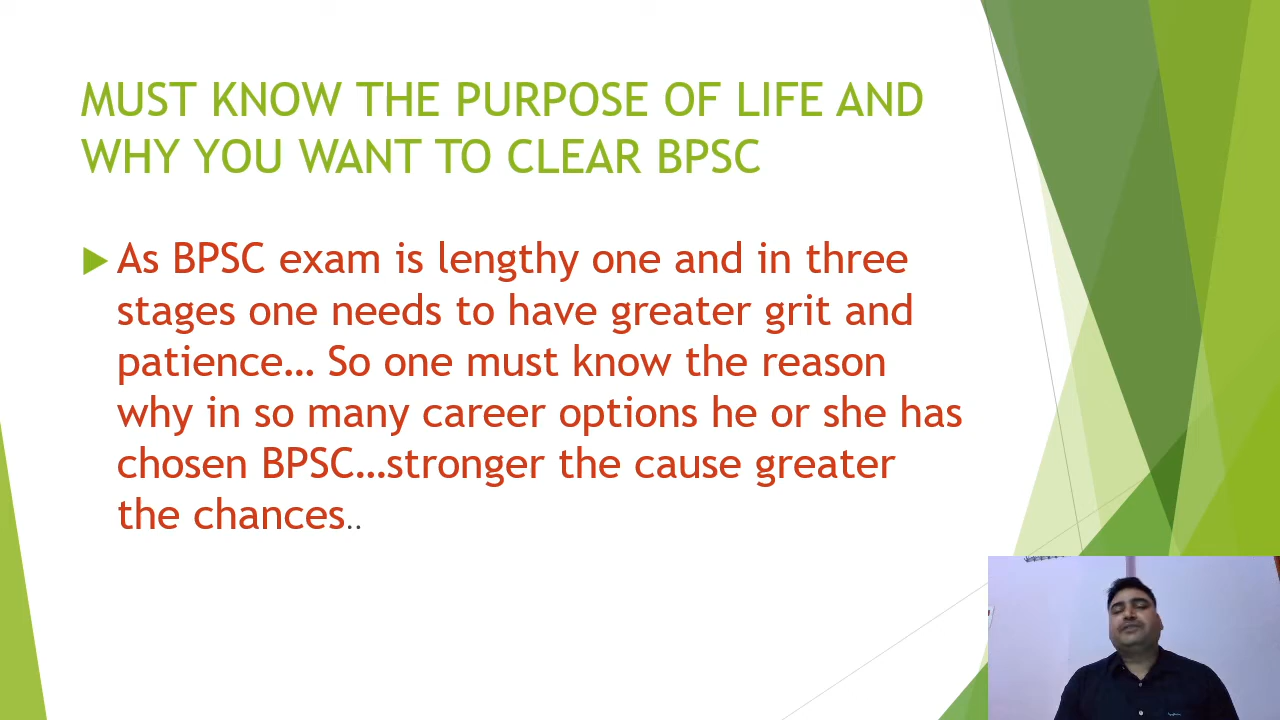 MUST KNOW THE PURPOSE OF LIFE AND
WHY YOU WANT TO CLEAR BPSC
As BPSC exam is lengthy one and in three
stages one needs to have greater grit and
patience... So one must know the reason
why in so many career options he or she has
chosen BPSC...stronger the cause greater
the chances..